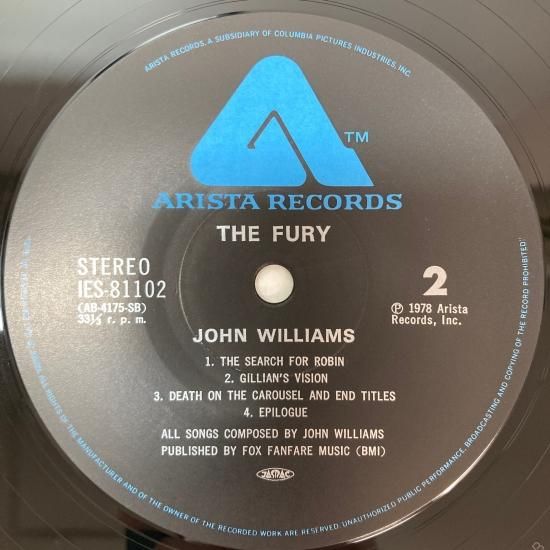 ARISTA RECORDS, A SUBSIDIARY OF COLUMBIA PICTURES INDUSTRIES, INC.
TM
ARISTA RECORDS
THE FURY
STEREO
IES-81102
(AB-4175-SB)
33⅓ r. p. m.
2
Ⓟ 1978 Arista
Records, Inc.
JOHN WILLIAMS
1. THE SEARCH FOR ROBIN
2. GILLIAN'S VISION
3. DEATH ON THE CAROUSEL AND END TITLES
4. EPILOGUE
ALL SONGS COMPOSED BY JOHN WILLIAMS
PUBLISHED BY FOX FANFARE MUSIC (BMI)
JASRAC
ALL RIGHTS OF THE MANUFACTURER AND OF THE OWNER OF THE RECORDED WORK ARE RESERVED. UNAUTHORIZED PUBLIC PERFORMANCE, BROADCASTING AND COPYING OF THE RECORD PROHIBITED